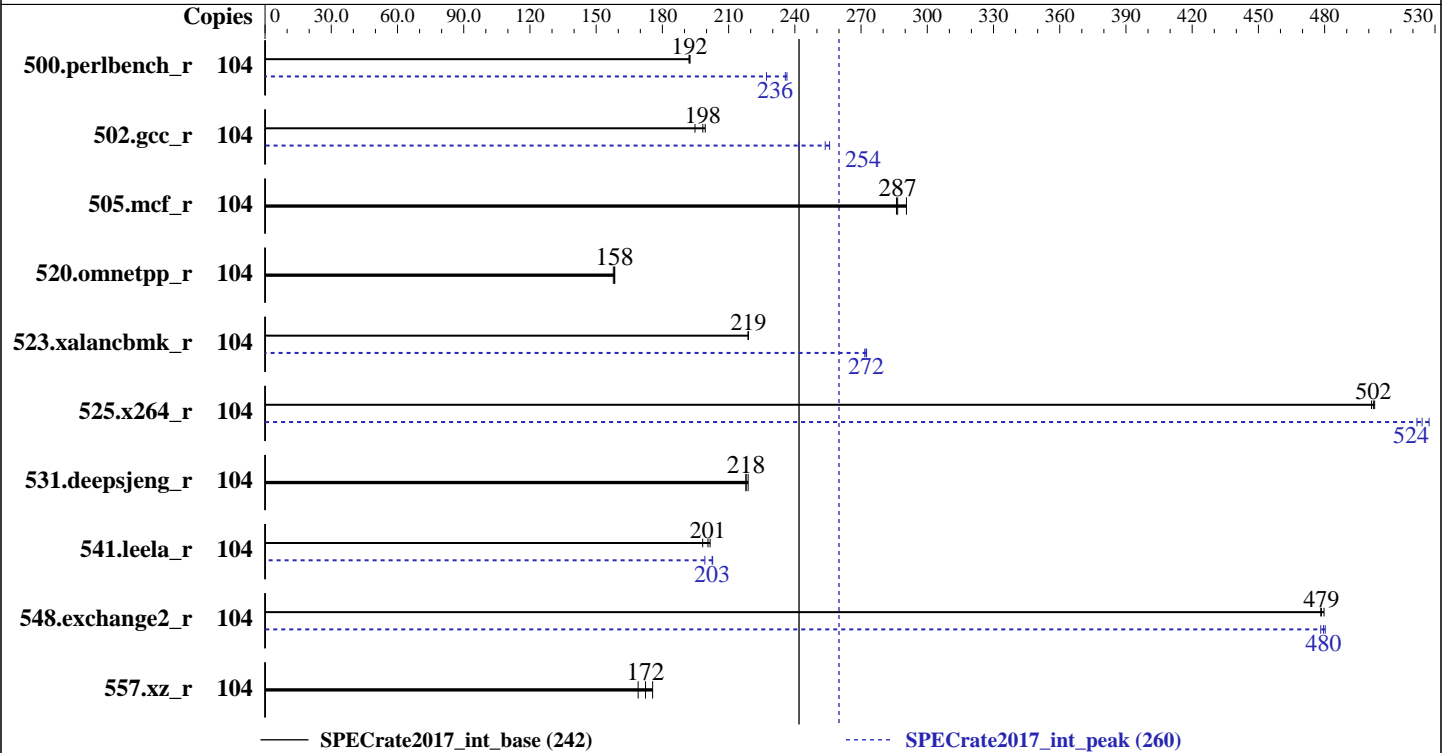 Copies 0 30.0 60.0 90.0 120 150 180 210 240 270 300 330 360 390 420 450 480 530
192
500.perlbench_r 104
236
198
502.gcc_r 104
254
287
505.mcf_r 104
158
520.omnetpp_r 104
219
523.xalancbmk_r 104
272
502
525.x264_r 104
524
218
531.deepsjeng_r 104
201
541.leela_r 104
203
479
548.exchange2_r 104
480
172
557.xz_r 104
SPECrate2017_int_base (242) SPECrate2017_int_peak (260)